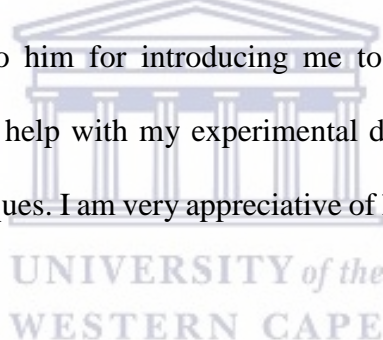 o him for introducing me to
help with my experimental d
ques. I am very appreciative of
UNIVERSITY of the
WESTERN CAPE